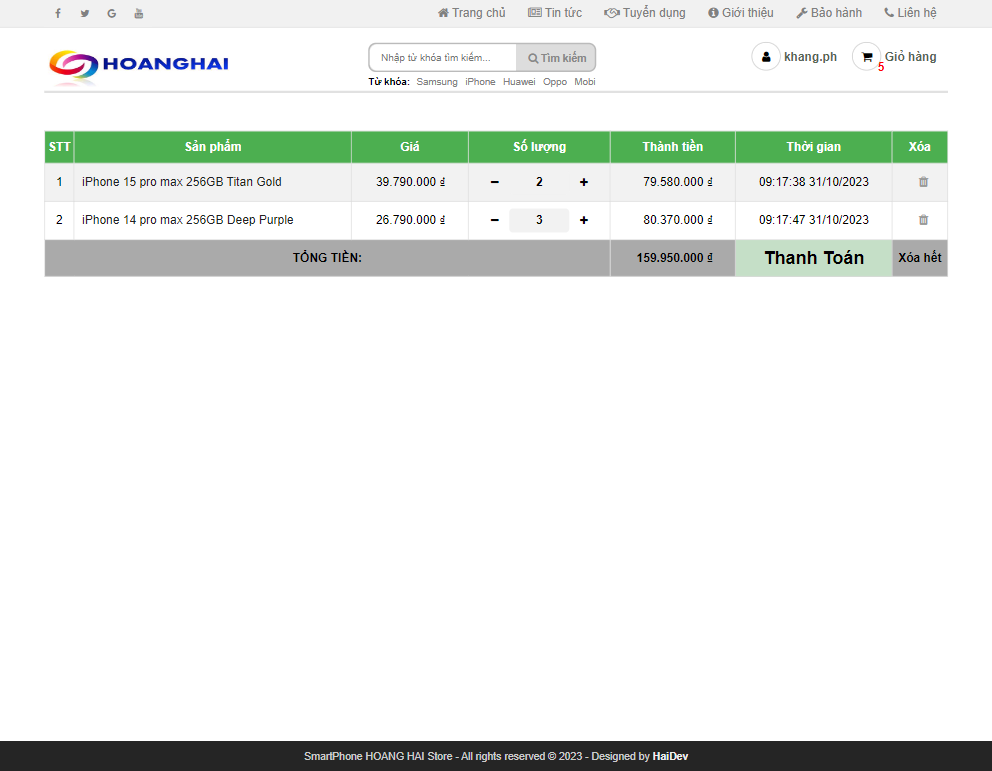 Trang chủ Tin tức Tuyển dụng Giới thiệu Bảo hành Liên hệ
HOANGHAI
Nhập từ khóa tìm kiếm... Tìm kiếm
khang.ph
5
Giỏ hàng
Từ khóa: Samsung iPhone Huawei Oppo Mobi
STT Sản phẩm Giá Số lượng Thành tiền Thời gian Xóa
1 iPhone 15 pro max 256GB Titan Gold 39.790.000 ₫ − 2 + 79.580.000 ₫ 09:17:38 31/10/2023
2 iPhone 14 pro max 256GB Deep Purple 26.790.000 ₫ − 3 + 80.370.000 ₫ 09:17:47 31/10/2023
TỔNG TIỀN: 159.950.000 ₫ Thanh Toán Xóa hết
SmartPhone HOANG HAI Store - All rights reserved © 2023 - Designed by HaiDev